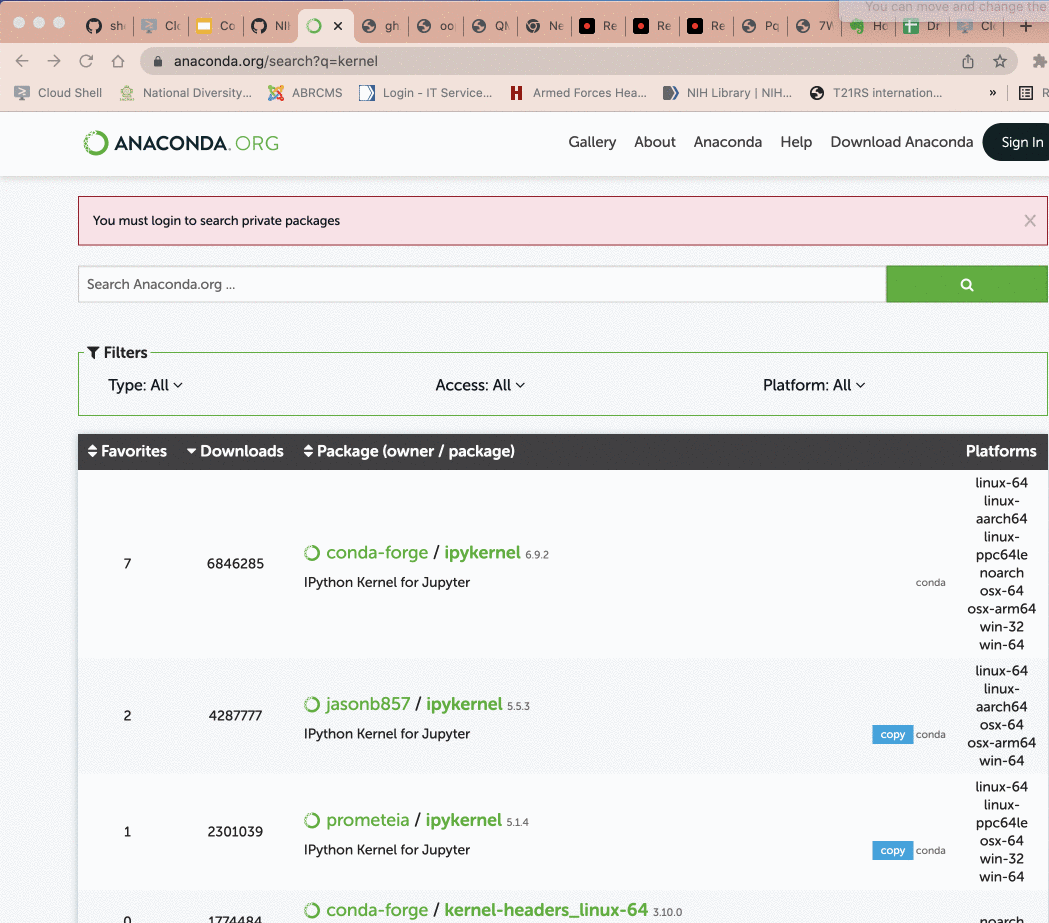 You can move and change the
she
Clo
Co
NII
gh
oo
QI
Ne
Re
Re
Re
Pq
7W
Ho
Dr
Clo
anaconda.org/search?q=kernel
Cloud Shell National Diversity... ABRCMS Login - IT Service... Armed Forces Hea... NIH Library | NIH... T21RS internation... » R
ANACONDA.ORG
Gallery About Anaconda Help Download Anaconda Sign In
You must login to search private packages
Search Anaconda.org ...
Filters
Type: All Access: All Platform: All
Favorites Downloads Package (owner / package) Platforms
7 6846285 conda-forge / ipykernel 6.9.2
IPython Kernel for Jupyter
conda
linux-64
linux-
aarch64
linux-
ppc64le
noarch
osx-64
osx-arm64
win-32
win-64
2 4287777 jasonb857 / ipykernel 5.5.3
IPython Kernel for Jupyter
copy conda
linux-64
linux-
aarch64
osx-64
osx-arm64
win-64
1 2301039 prometeia / ipykernel 5.1.4
IPython Kernel for Jupyter
copy conda
linux-64
linux-
ppc64le
osx-64
win-32
win-64
0 1774484 conda-forge / kernel-headers_linux-64 3.10.0
noarch